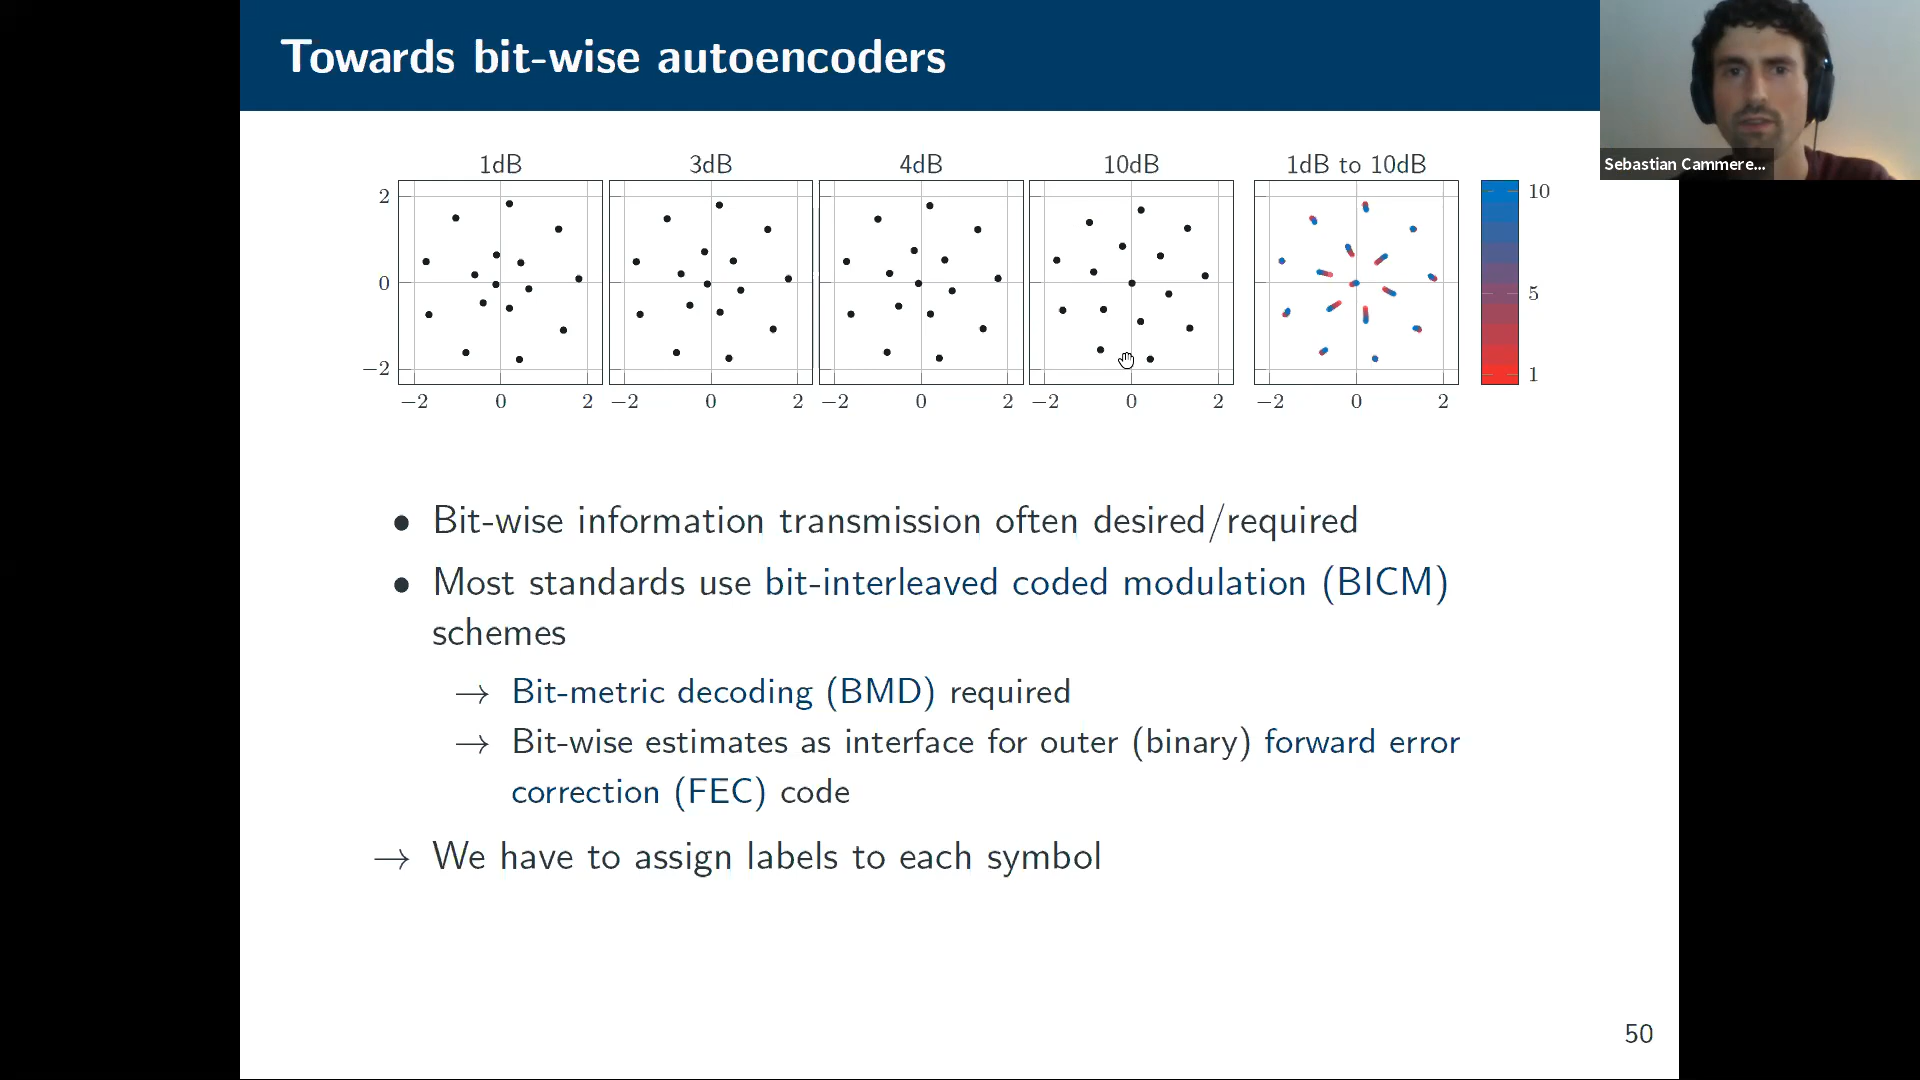 Towards bit-wise autoencoders
Sebastian Cammere...
1dB 3dB 4dB 10dB 1dB to 10dB
2
0
−2
−2 0 2 −2 0 2 −2 0 2 −2 0 2 −2 0 2
10
5
1
• Bit-wise information transmission often desired/required
• Most standards use bit-interleaved coded modulation (BICM)
schemes
→ Bit-metric decoding (BMD) required
→ Bit-wise estimates as interface for outer (binary) forward error
correction (FEC) code
→ We have to assign labels to each symbol
50